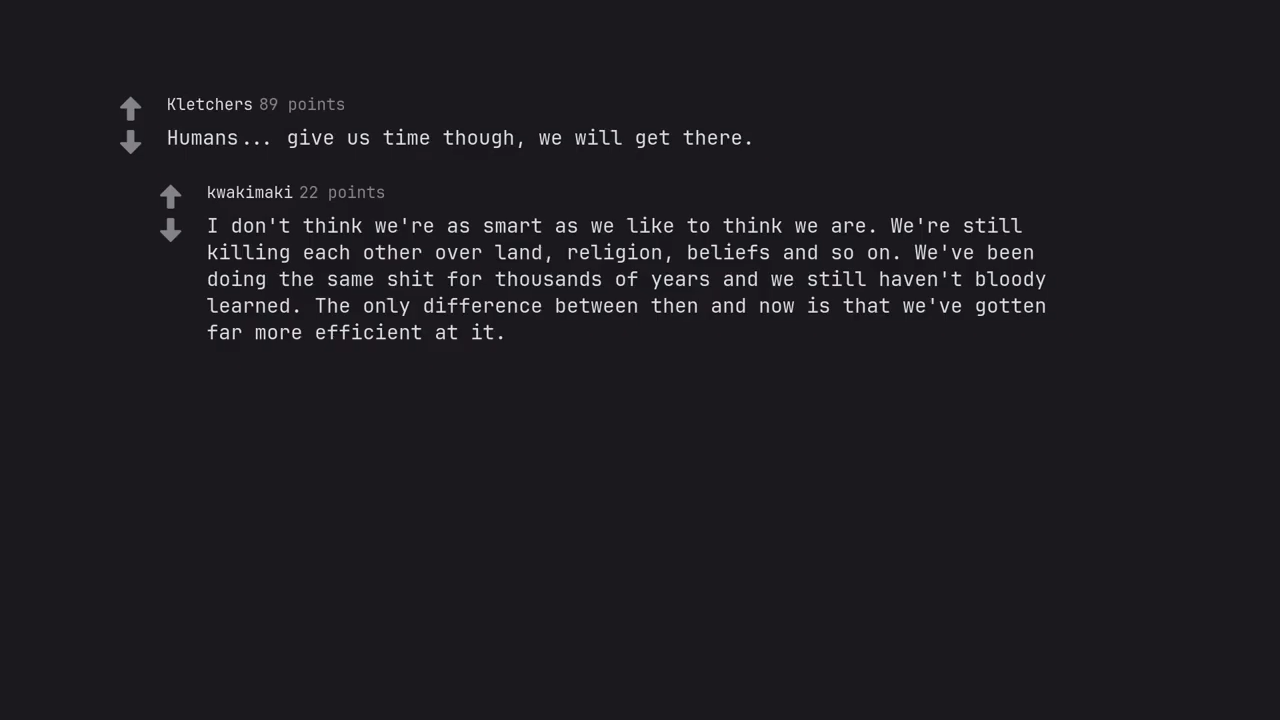 Kletchers 89 points
Humans... give us time though, we will get there.
kwakimaki 22 points
I don't think we're as smart as we like to think we are. We're still
killing each other over land, religion, beliefs and so on. We've been
doing the same shit for thousands of years and we still haven't bloody
learned. The only difference between then and now is that we've gotten
far more efficient at it.